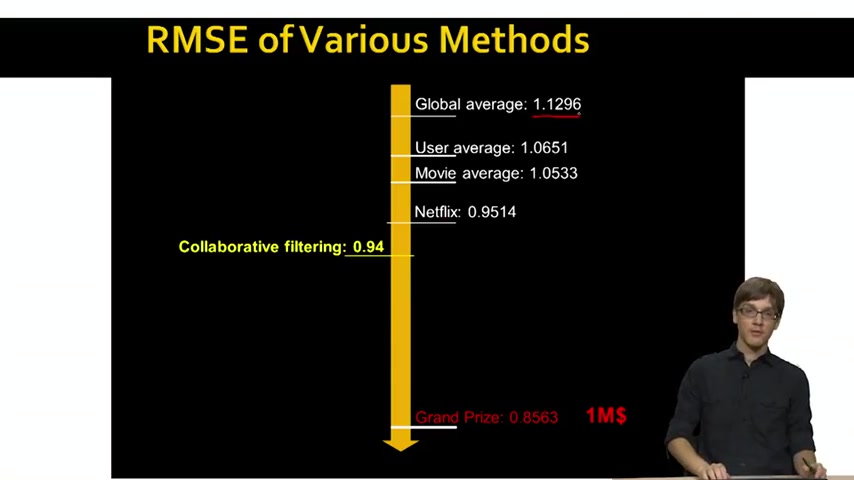 RMSE of Various Methods
Global average: 1.1296
User average: 1.0651
Movie average: 1.0533
Netflix: 0.9514
Collaborative filtering: 0.94
Grand Prize: 0.8563 1M$